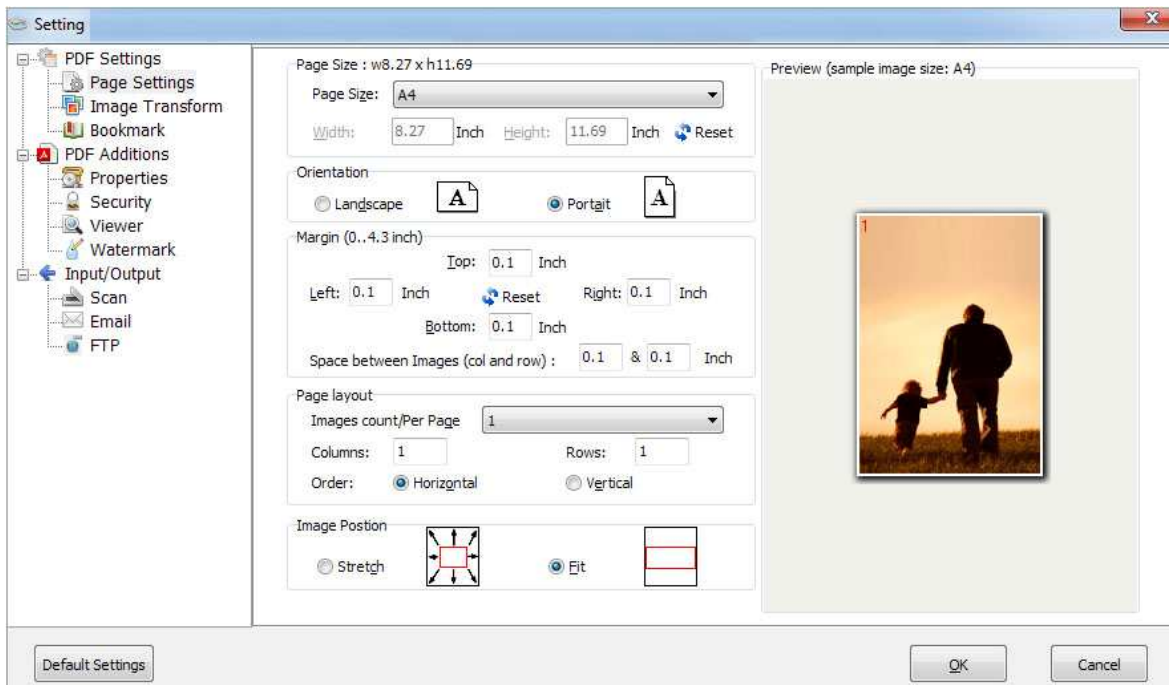 Setting
PDF Settings
Page Settings
Image Transform
Bookmark
PDF Additions
Properties
Security
Viewer
Watermark
Input/Output
Scan
Email
FTP
Page Size : w8.27 x h11.69
Page Size: A4
Width: 8.27 Inch Height: 11.69 Inch Reset
Orientation
Landscape A Portait A
Margin (0..4.3 inch)
Top: 0.1 Inch
Left: 0.1 Inch Reset Right: 0.1 Inch
Bottom: 0.1 Inch
Space between Images (col and row) : 0.1 & 0.1 Inch
Page layout
Images count/Per Page 1
Columns: 1 Rows: 1
Order: Horizontal Vertical
Image Postion
Stretch Fit
Preview (sample image size: A4)
1
Default Settings OK Cancel